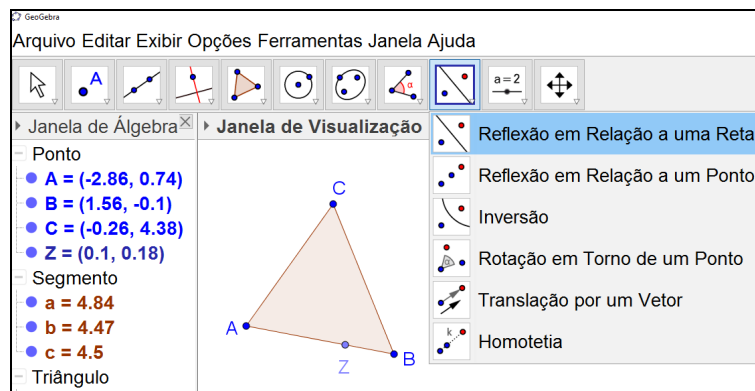 GeoGebra
Arquivo Editar Exibir Opções Ferramentas Janela Ajuda
A
α
a=2
Janela de Álgebra
Janela de Visualização
Ponto
A = (-2.86, 0.74)
B = (1.56, -0.1)
C = (-0.26, 4.38)
Z = (0.1, 0.18)
Segmento
a = 4.84
b = 4.47
c = 4.5
Triângulo
C
A
B
Z
Reflexão em Relação a uma Reta
Reflexão em Relação a um Ponto
Inversão
α
Rotação em Torno de um Ponto
Translação por um Vetor
k
Homotetia